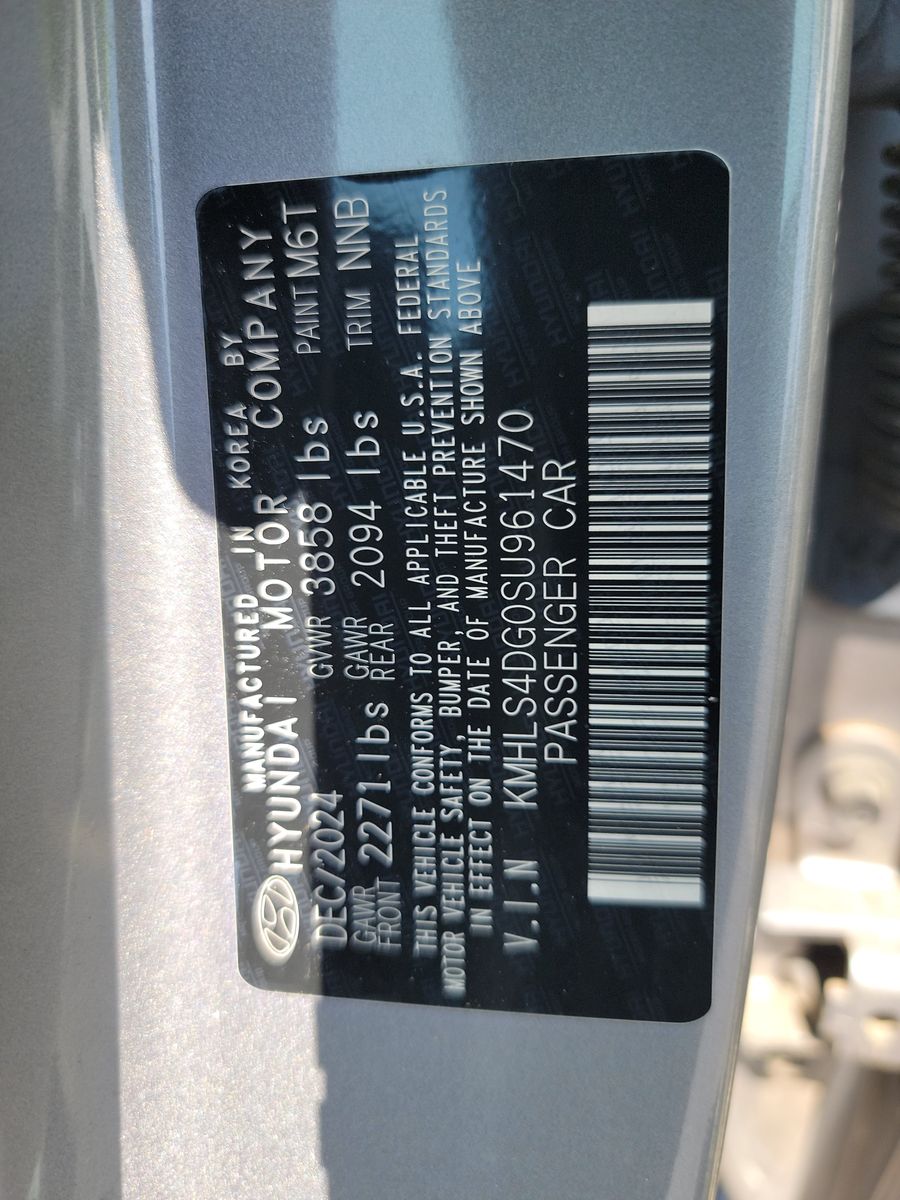 MANUFACTURED IN KOREA BY
HYUNDAI MOTOR COMPANY
DEC/2024 GVWR 3858 lbs PAINT M6T
GAWR FRONT 2271 lbs GAWR REAR 2094 lbs TRIM NNB
THIS VEHICLE CONFORMS TO ALL APPLICABLE U.S.A. FEDERAL
MOTOR VEHICLE SAFETY, BUMPER, AND THEFT PREVENTION STANDARDS
IN EFFECT ON THE DATE OF MANUFACTURE SHOWN ABOVE
V.I.N KMHLS4DG0SU961470
PASSENGER CAR